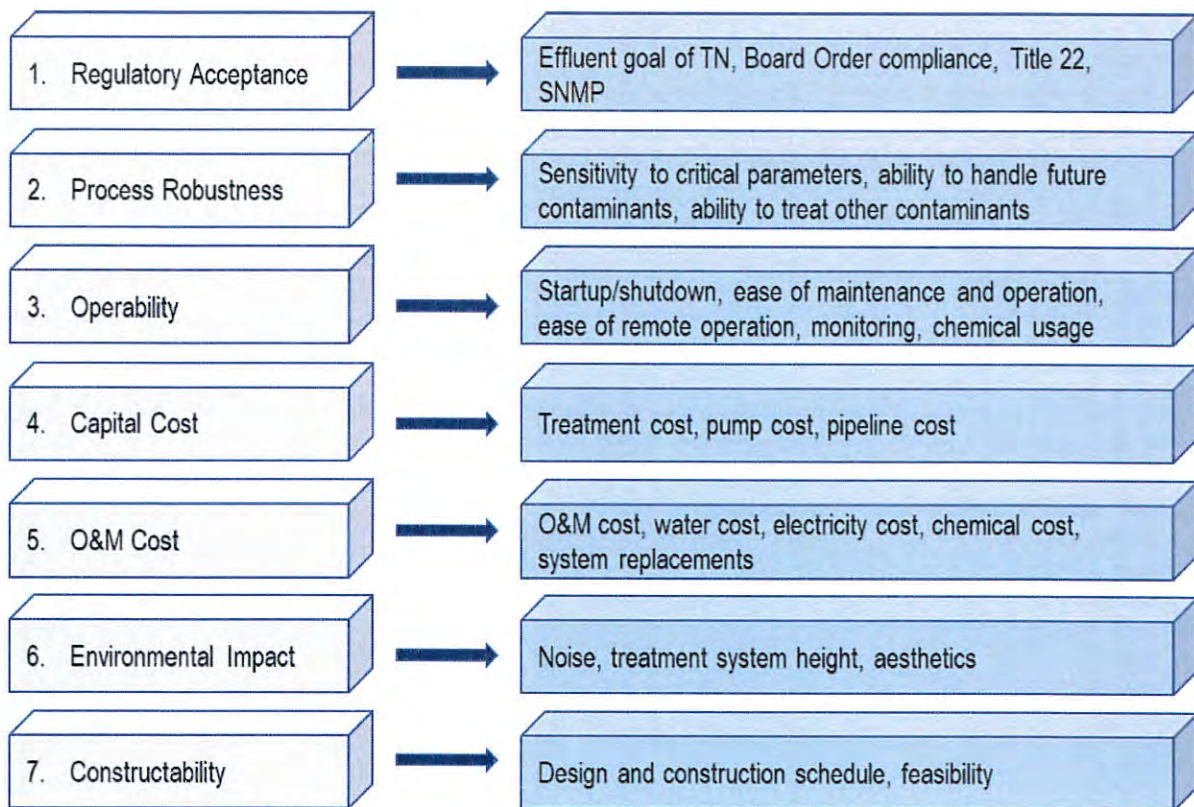 1. Regulatory Acceptance
Effluent goal of TN, Board Order compliance, Title 22,
SNMP
2. Process Robustness
Sensitivity to critical parameters, ability to handle future
contaminants, ability to treat other contaminants
3. Operability
Startup/shutdown, ease of maintenance and operation,
ease of remote operation, monitoring, chemical usage
4. Capital Cost
Treatment cost, pump cost, pipeline cost
5. O&M Cost
O&M cost, water cost, electricity cost, chemical cost,
system replacements
6. Environmental Impact
Noise, treatment system height, aesthetics
7. Constructability
Design and construction schedule, feasibility